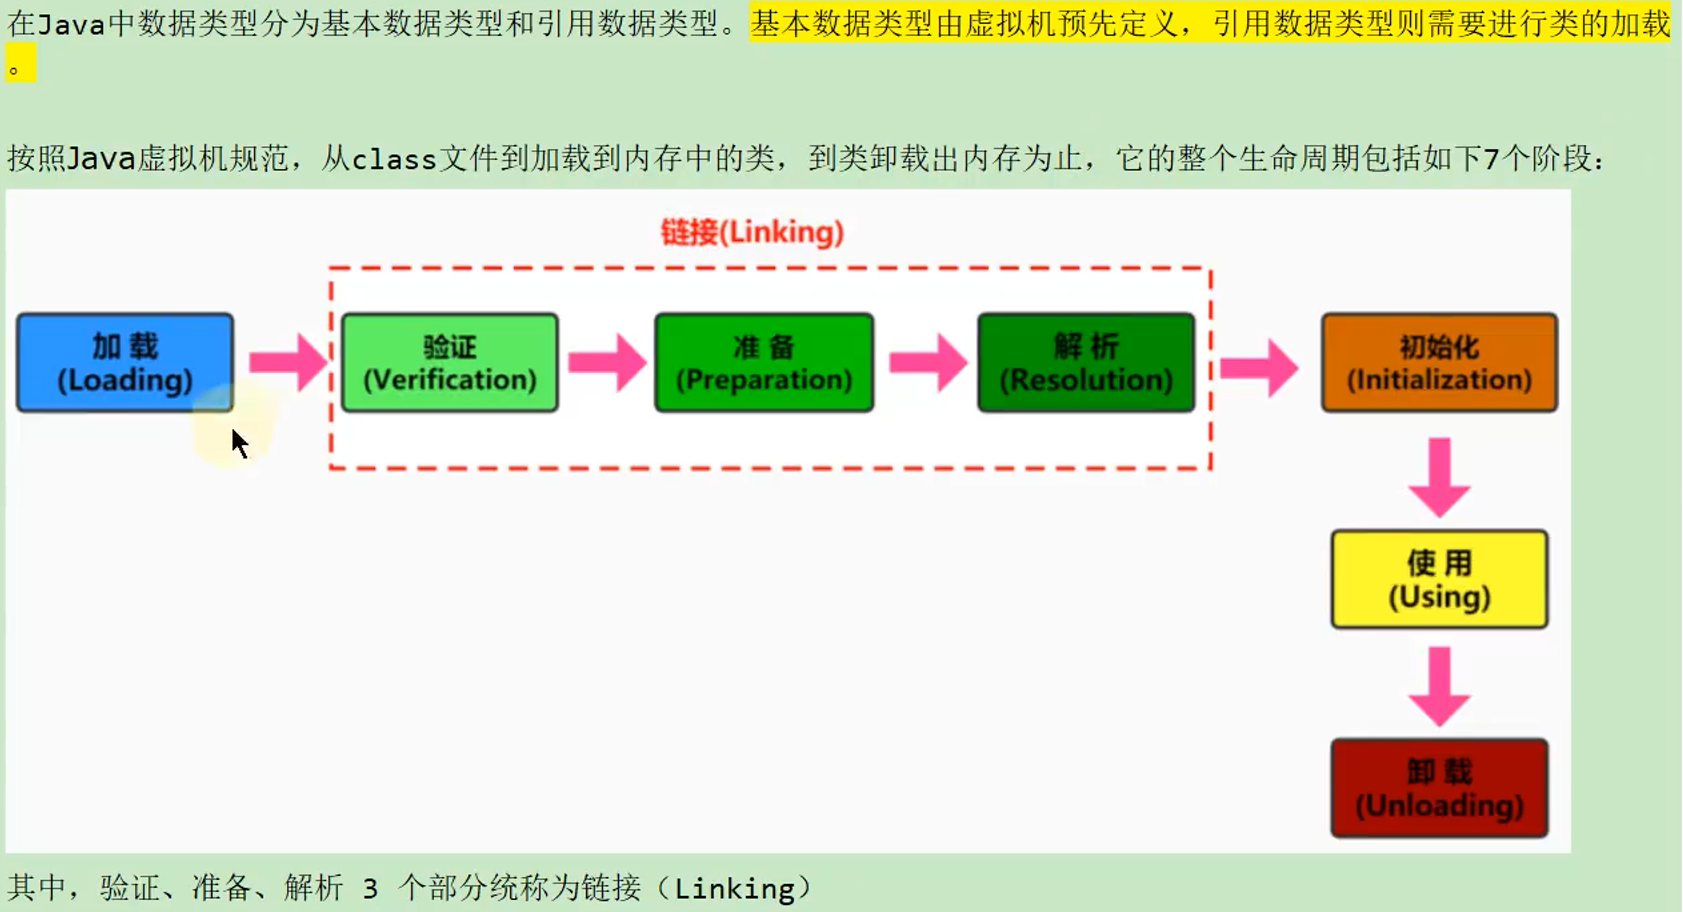 在Java中数据类型分为基本数据类型和引用数据类型。基本数据类型由虚拟机预先定义，引用数据类型则需要进行类的加载
。
按照Java虚拟机规范，从class文件到加载到内存中的类，到类卸载出内存为止，它的整个生命周期包括如下7个阶段：
链接(Linking)
加 载
(Loading)
验证
(Verification)
准 备
(Preparation)
解 析
(Resolution)
初始化
(Initialization)
使 用
(Using)
卸 载
(Unloading)
其中，验证、准备、解析 3 个部分统称为链接（Linking）